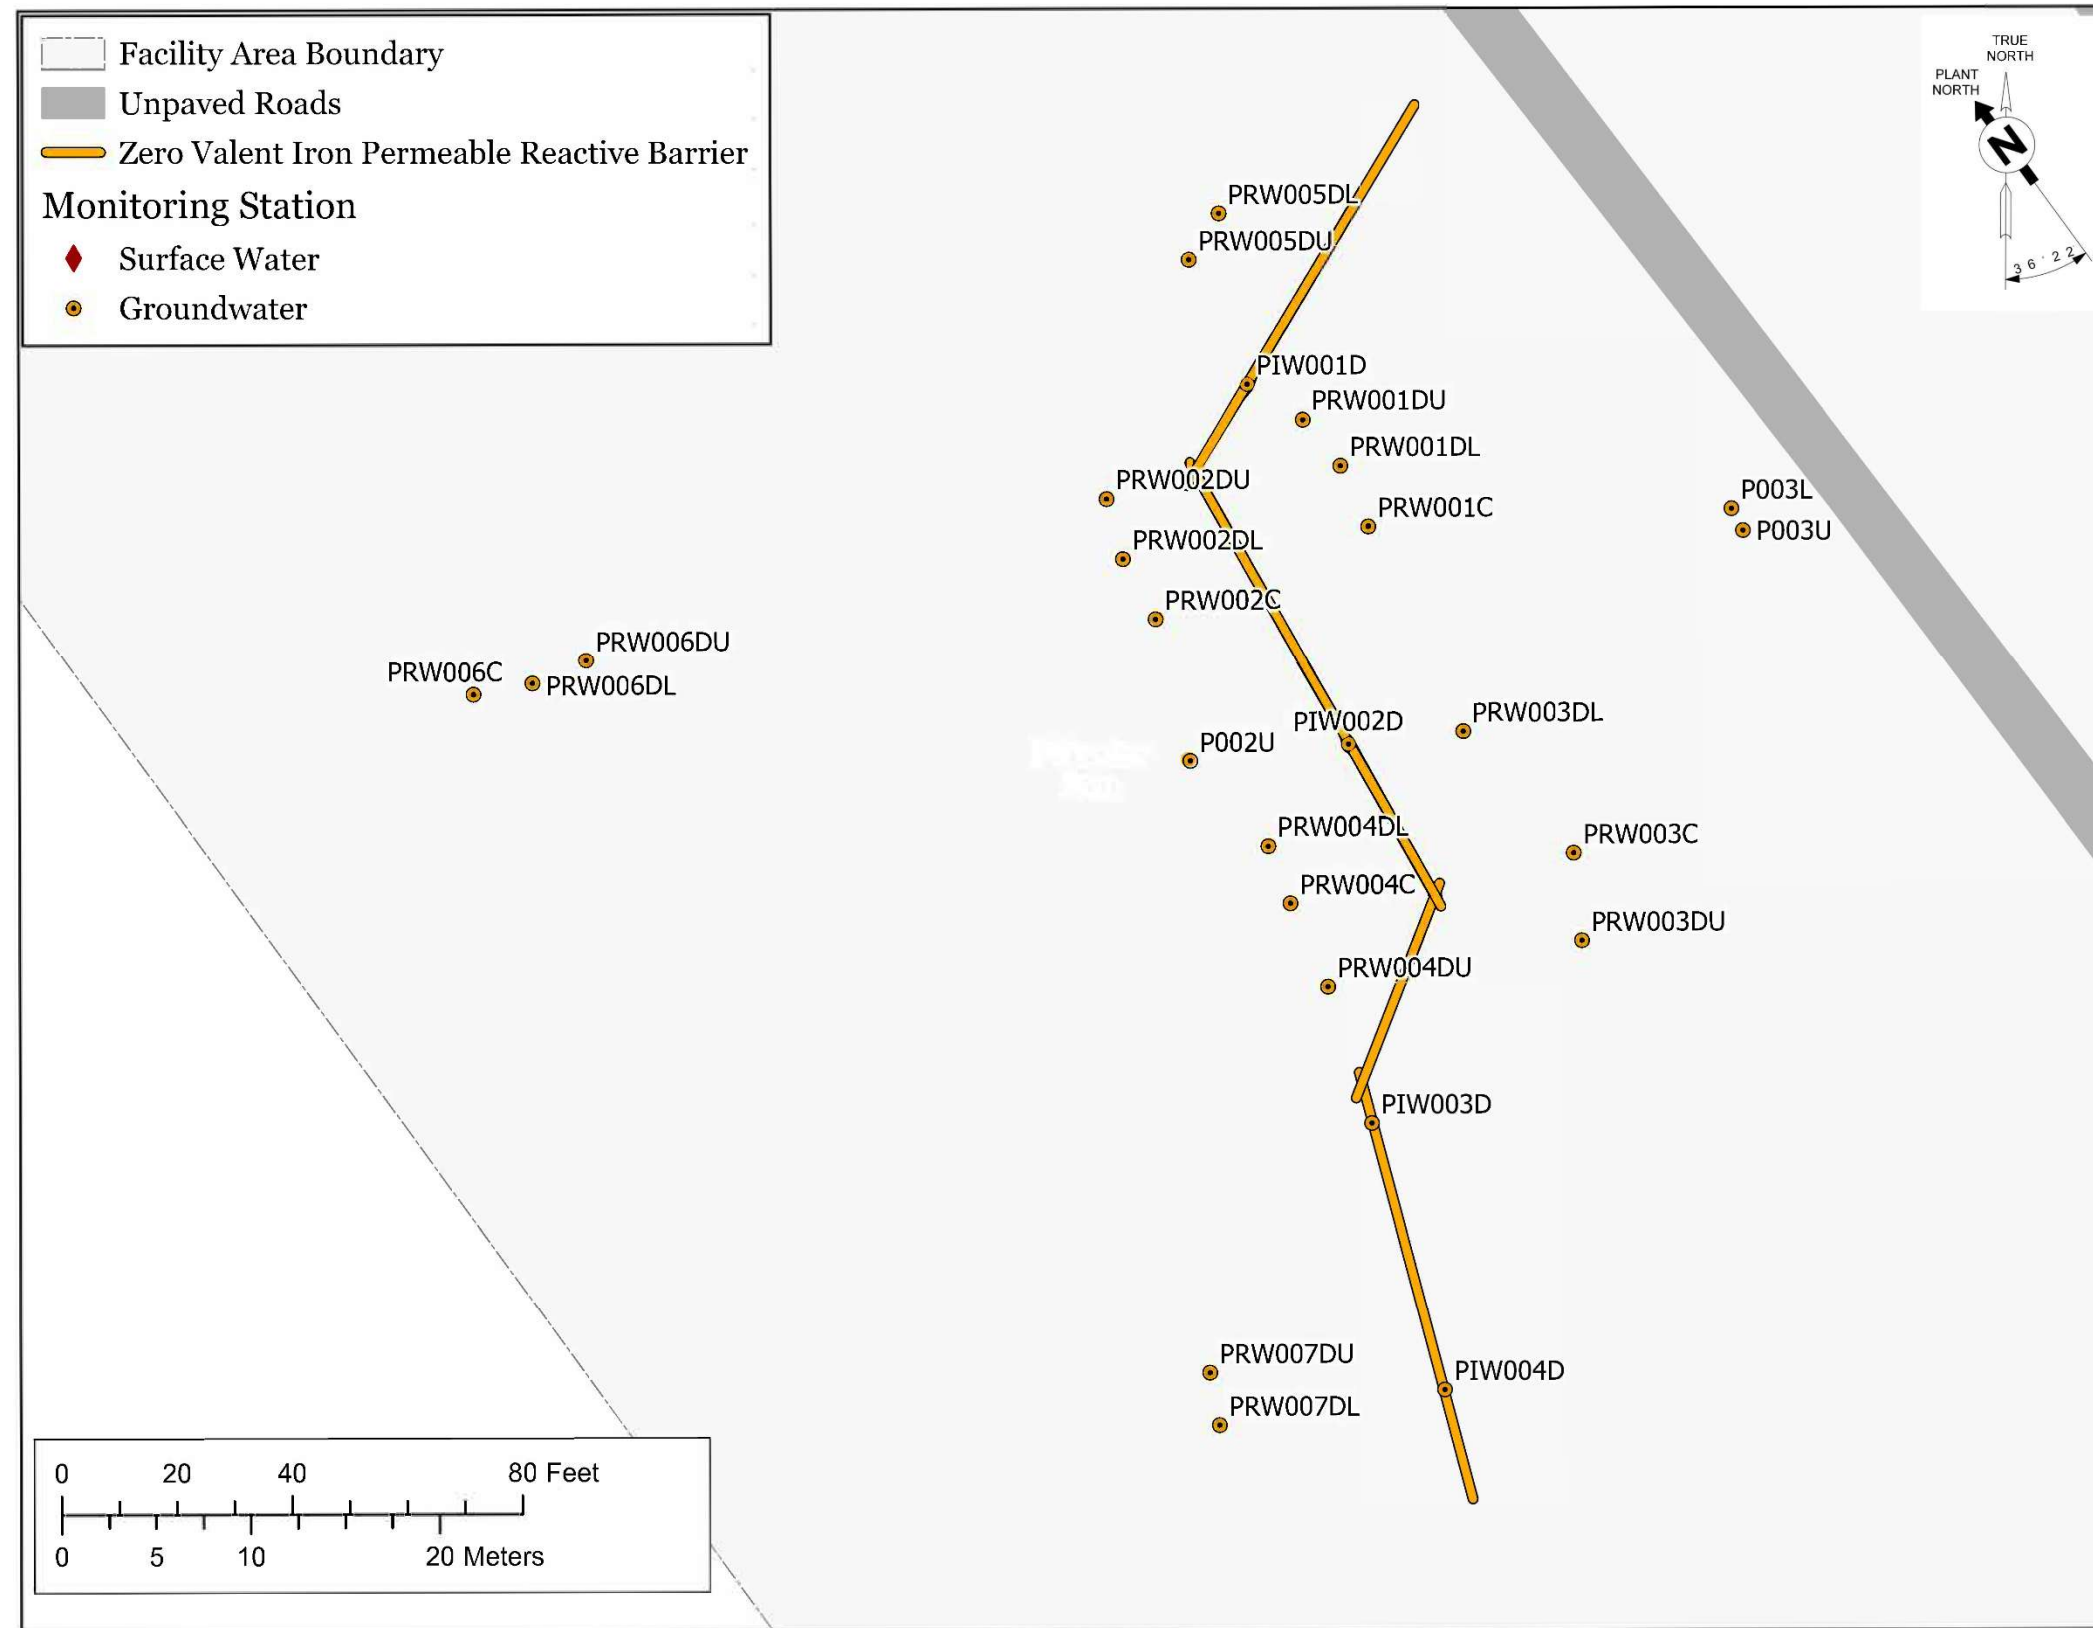 Facility Area Boundary
Unpaved Roads
Zero Valent Iron Permeable Reactive Barrier
Monitoring Station
Surface Water
Groundwater
TRUE
NORTH
PLANT
NORTH
N
36°22'
PRW005DL
PRW005DU
PIW001D
PRW001DU
PRW001DL
PRW002DU
P003L
PRW001C
P003U
PRW002DL
PRW002C
PRW006DU
PRW006C
PRW006DL
PIW002D
PRW003DL
P002U
PRW004DL
PRW003C
PRW004C
PRW003DU
PRW004DU
PIW003D
PRW007DU
PIW004D
PRW007DL
0 20 40 80 Feet
0 5 10 20 Meters